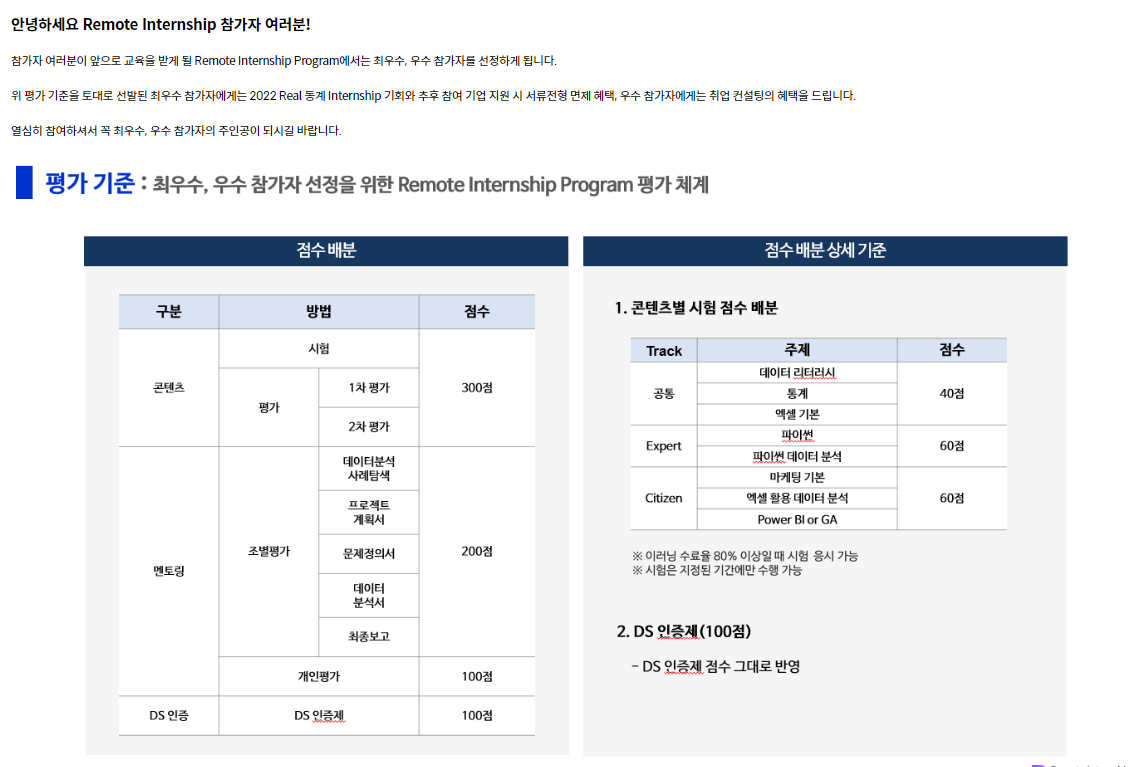 안녕하세요 Remote Internship 참가자 여러분!
참가자 여러분이 앞으로 교육을 받게 될 Remote Internship Program에서는 최우수, 우수 참가자를 선정하게 됩니다.
위 평가 기준을 토대로 선발된 최우수 참가자에게는 2022 Real 동계 Internship 기회와 추후 참여 기업 지원 시 서류전형 면제 혜택, 우수 참가자에게는 취업 컨설팅의 혜택을 드립니다.
열심히 참여하셔서 꼭 최우수, 우수 참가자의 주인공이 되시길 바랍니다.
평가 기준 : 최우수, 우수 참가자 선정을 위한 Remote Internship Program 평가 체계
점수 배분
구분 방법 점수
콘텐츠
시험
평가
1차 평가
2차 평가
300점
멘토링
조별평가
데이터분석
사례탐색
프로젝트
계획서
문제정의서
데이터
분석서
최종보고
200점
개인평가 100점
DS 인증 DS 인증제 100점
점수 배분 상세 기준
1. 콘텐츠별 시험 점수 배분
Track 주제 점수
공통
데이터 리터러시
통계
엑셀 기본
40점
Expert
파이썬
파이썬 데이터 분석
60점
Citizen
마케팅 기본
엑셀 활용 데이터 분석
Power BI or GA
60점
※ 이러닝 수료율 80% 이상일 때 시험 응시 가능
※ 시험은 지정된 기간에만 수행 가능
2. DS 인증제(100점)
- DS 인증제 점수 그대로 반영